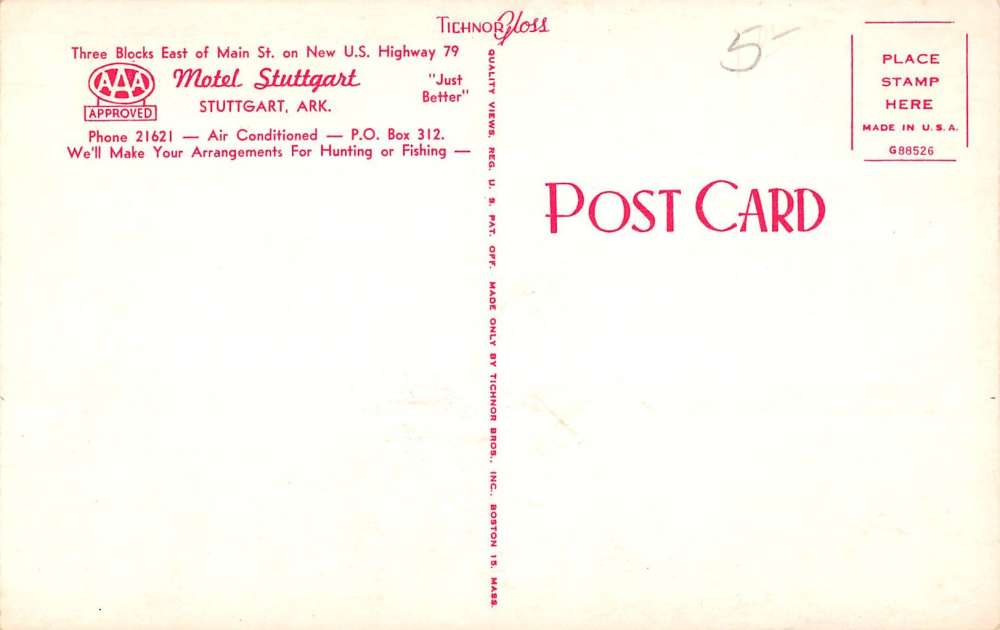 TICHNOR Gloss
Three Blocks East of Main St. on New U.S. Highway 79
AAA
APPROVED
Motel Stuttgart
STUTTGART, ARK.
"Just
Better"
Phone 21621 — Air Conditioned — P.O. Box 312.
We'll Make Your Arrangements For Hunting or Fishing —
QUALITY VIEWS, REG. U. S. PAT. OFF. MADE ONLY BY TICHNOR BROS., INC., BOSTON 15, MASS.
5-
PLACE
STAMP
HERE
MADE IN U.S.A.
G88526
POST CARD